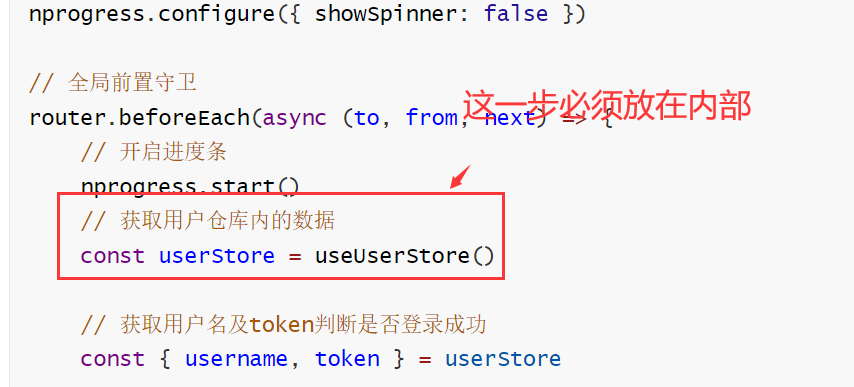 nprogress.configure({ showSpinner: false })
// 全局前置守卫
这一步必须放在内部
router.beforeEach(async (to, from, next) => {
// 开启进度条
nprogress.start()
// 获取用户仓库内的数据
const userStore = useUserStore()
// 获取用户名及token判断是否登录成功
const { username, token } = userStore